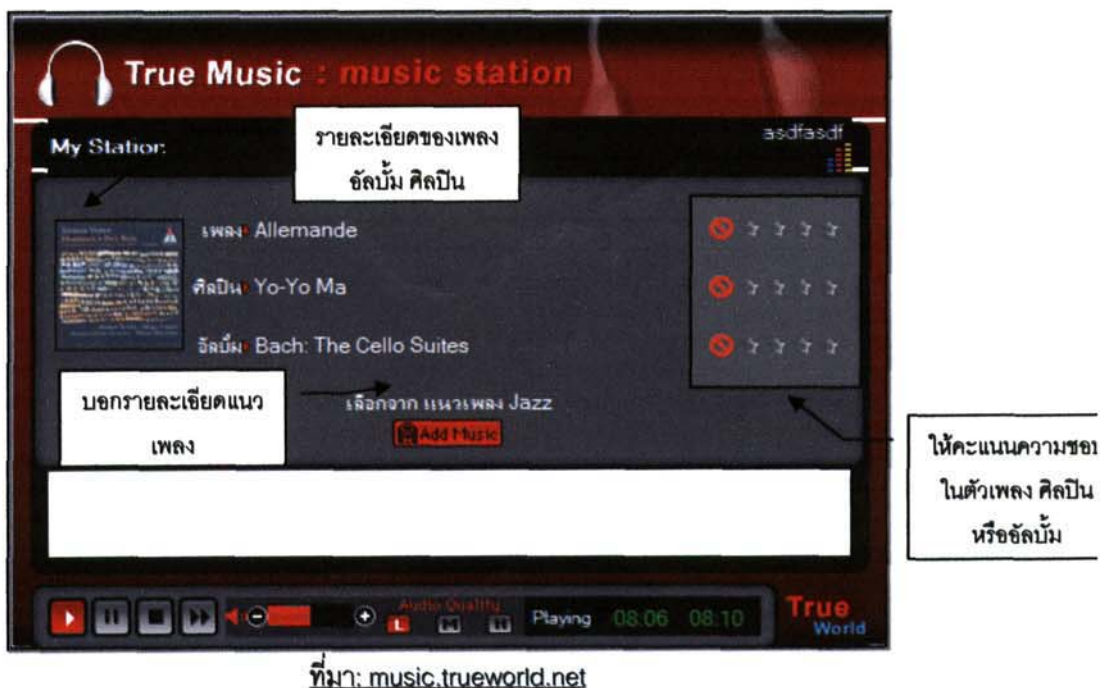 True Music : music station
รายละเอียดของเพลง
อัลบั้ม ศิลปิน
My Station:
asdfasdf
เพลง Allemande
ศิลปิน Yo-Yo Ma
อัลบั้ม Bach: The Cello Suites
บอกรายละเอียดแนว
เพลง
เลือกจาก แนวเพลง Jazz
Add Music
ให้คะแนนความชอบ
ในตัวเพลง ศิลปิน
หรืออัลบั้ม
Audio Quality
L M H
Playing 08:06 08:10
True
World
ที่มา: music.trueworld.net